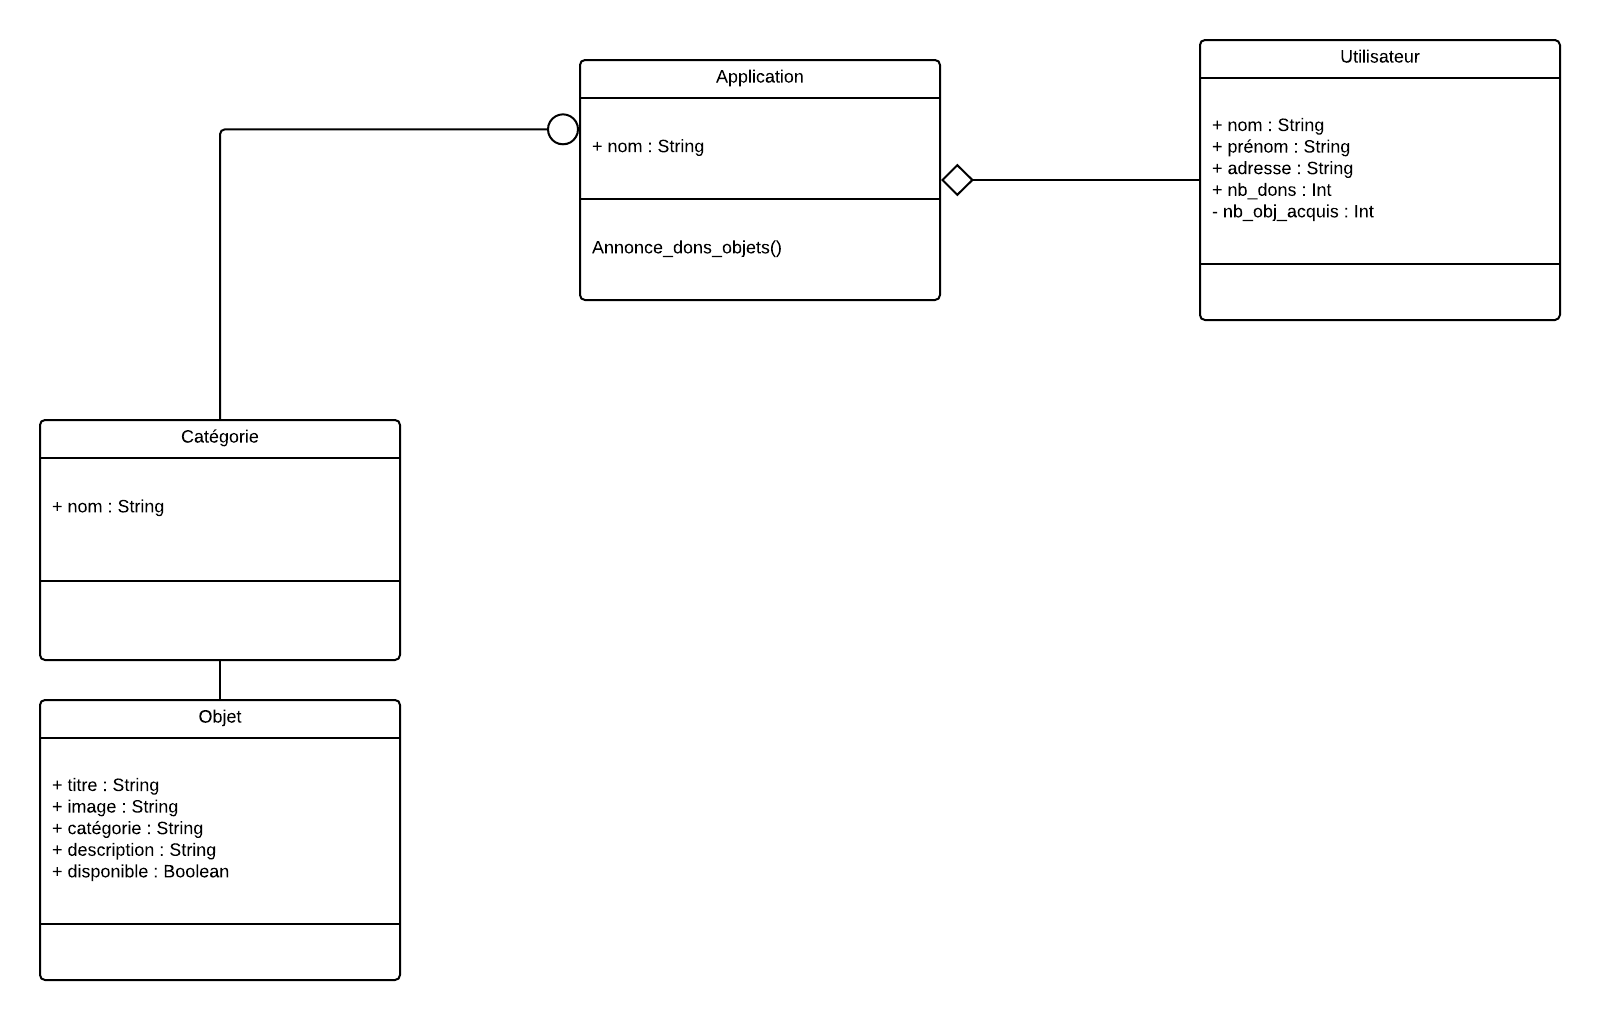 Application
+ nom : String
Annonce_dons_objets()
Utilisateur
+ nom : String
+ prénom : String
+ adresse : String
+ nb_dons : Int
- nb_obj_acquis : Int
Catégorie
+ nom : String
Objet
+ titre : String
+ image : String
+ catégorie : String
+ description : String
+ disponible : Boolean